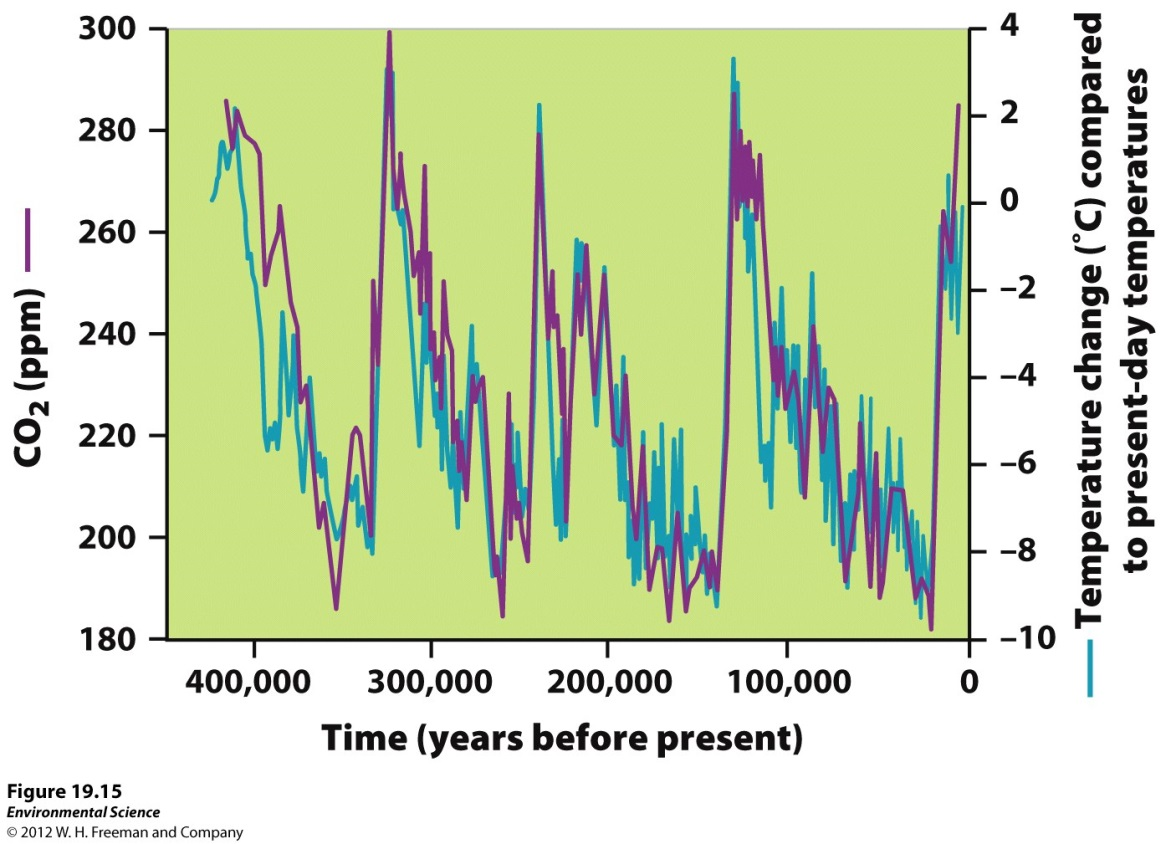 300
280
260
240
220
200
180
CO2 (ppm)
4
2
0
−2
−4
−6
−8
−10
Temperature change (˚C) compared
to present-day temperatures
400,000 300,000 200,000 100,000 0
Time (years before present)
Figure 19.15
Environmental Science
© 2012 W. H. Freeman and Company